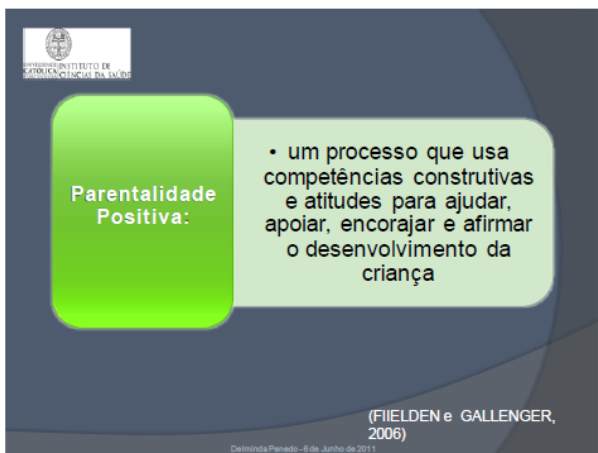 CATÓLICA INSTITUTO DE
CIÊNCIAS DA SAÚDE
Parentalidade
Positiva:
• um processo que usa
competências construtivas
e atitudes para ajudar,
apoiar, encorajar e afirmar
o desenvolvimento da
criança
(FIIELDEN e GALLENGER,
2006)
Delminda Penedo - 6 de Junho de 2011